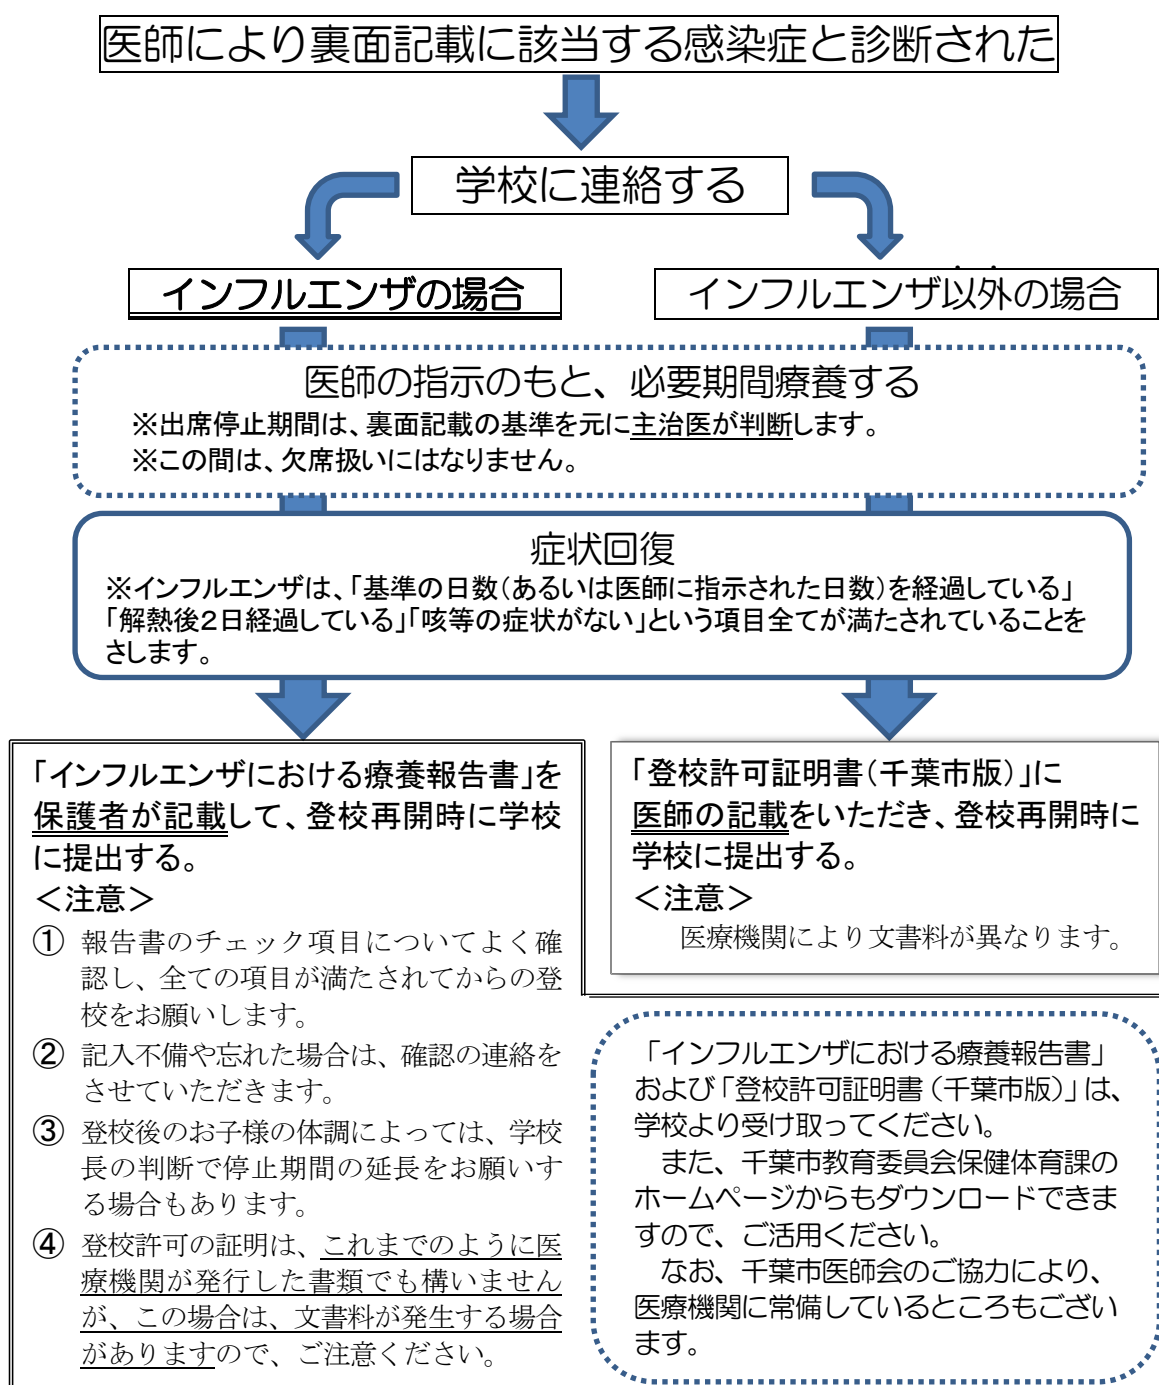 医師により裏面記載に該当する感染症と診断された
学校に連絡する
インフルエンザの場合
インフルエンザ以外の場合
医師の指示のもと、必要期間療養する
※出席停止期間は、裏面記載の基準を元に主治医が判断します。
※この間は、欠席扱いにはなりません。
症状回復
※インフルエンザは、「基準の日数(あるいは医師に指示された日数)を経過している」
「解熱後2日経過している」「咳等の症状がない」という項目全てが満たされていることを
さします。
「インフルエンザにおける療養報告書」を
保護者が記載して、登校再開時に学校
に提出する。
<注意>
① 報告書のチェック項目についてよく確
認し、全ての項目が満たされてからの登
校をお願いします。
② 記入不備や忘れた場合は、確認の連絡を
させていただきます。
③ 登校後のお子様の体調によっては、学校
長の判断で停止期間の延長をお願いす
る場合もあります。
④ 登校許可の証明は、これまでのように医
療機関が発行した書類でも構いません
が、この場合は、文書料が発生する場合
がありますので、ご注意ください。
「登校許可証明書(千葉市版)」に
医師の記載をいただき、登校再開時に
学校に提出する。
<注意>
医療機関により文書料が異なります。
「インフルエンザにおける療養報告書」
および「登校許可証明書(千葉市版)」は、
学校より受け取ってください。
また、千葉市教育委員会保健体育課の
ホームページからもダウンロードできま
すので、ご活用ください。
なお、千葉市医師会のご協力により、
医療機関に常備しているところもござい
ます。